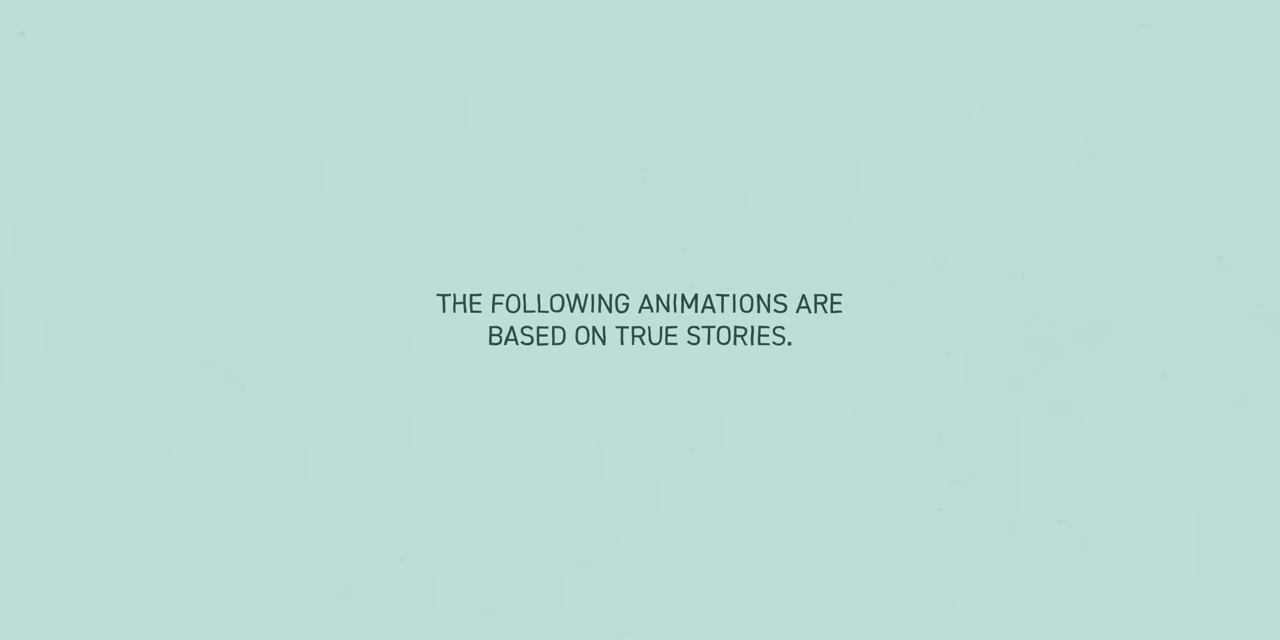 THE FOLLOWING ANIMATIONS ARE
BASED ON TRUE STORIES.